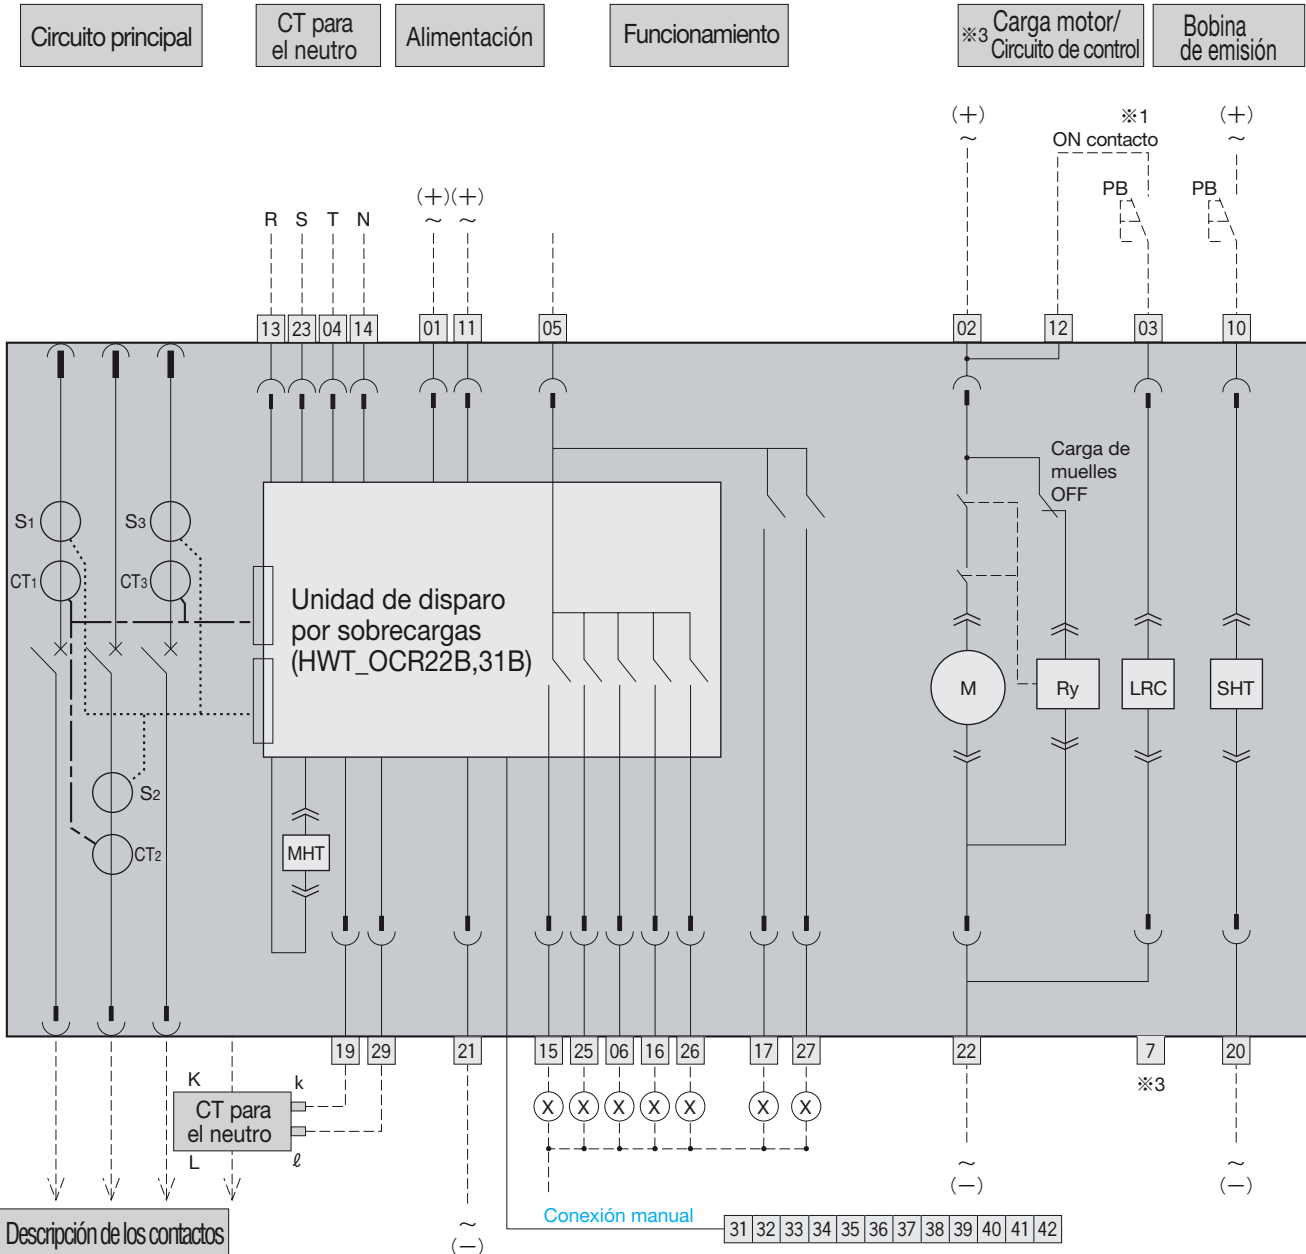 Circuito principal
CT para
el neutro
Alimentación
Funcionamiento
※3 Carga motor/
Circuito de control
Bobina
de emisión
(+)
~
※1
ON contacto
(+)
~
PB
PB
(+) (+)
~ ~
R S T N
13 23 04 14 01 11 05 02 12 03 10
Carga de
muelles
OFF
S1
S3
CT1
CT3
Unidad de disparo
por sobrecargas
(HWT_OCR22B,31B)
M
Ry
LRC
SHT
S2
CT2
MHT
19 29 21 15 25 06 16 26 17 27 22 7 20
※3
K
k
CT para
el neutro
L
ℓ
X X X X X X X
~
(−)
~
(−)
Conexión manual
31 32 33 34 35 36 37 38 39 40 41 42
Descripción de los contactos
~
(−)